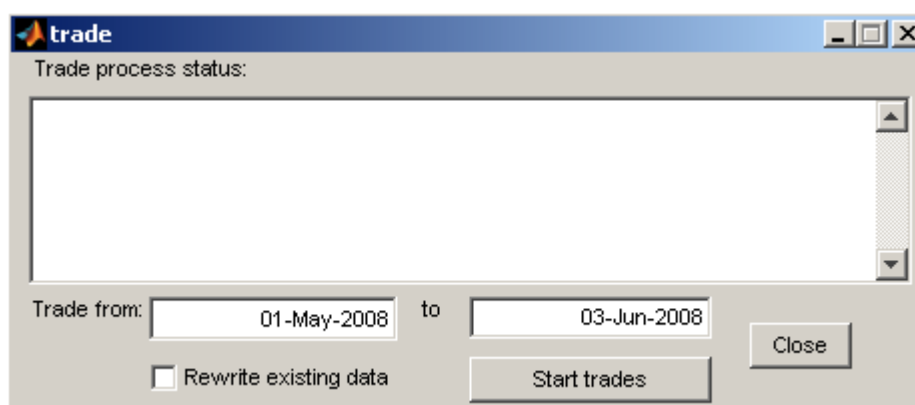 trade
Trade process status:
Trade from: 01-May-2008 to 03-Jun-2008
Close
Rewrite existing data Start trades